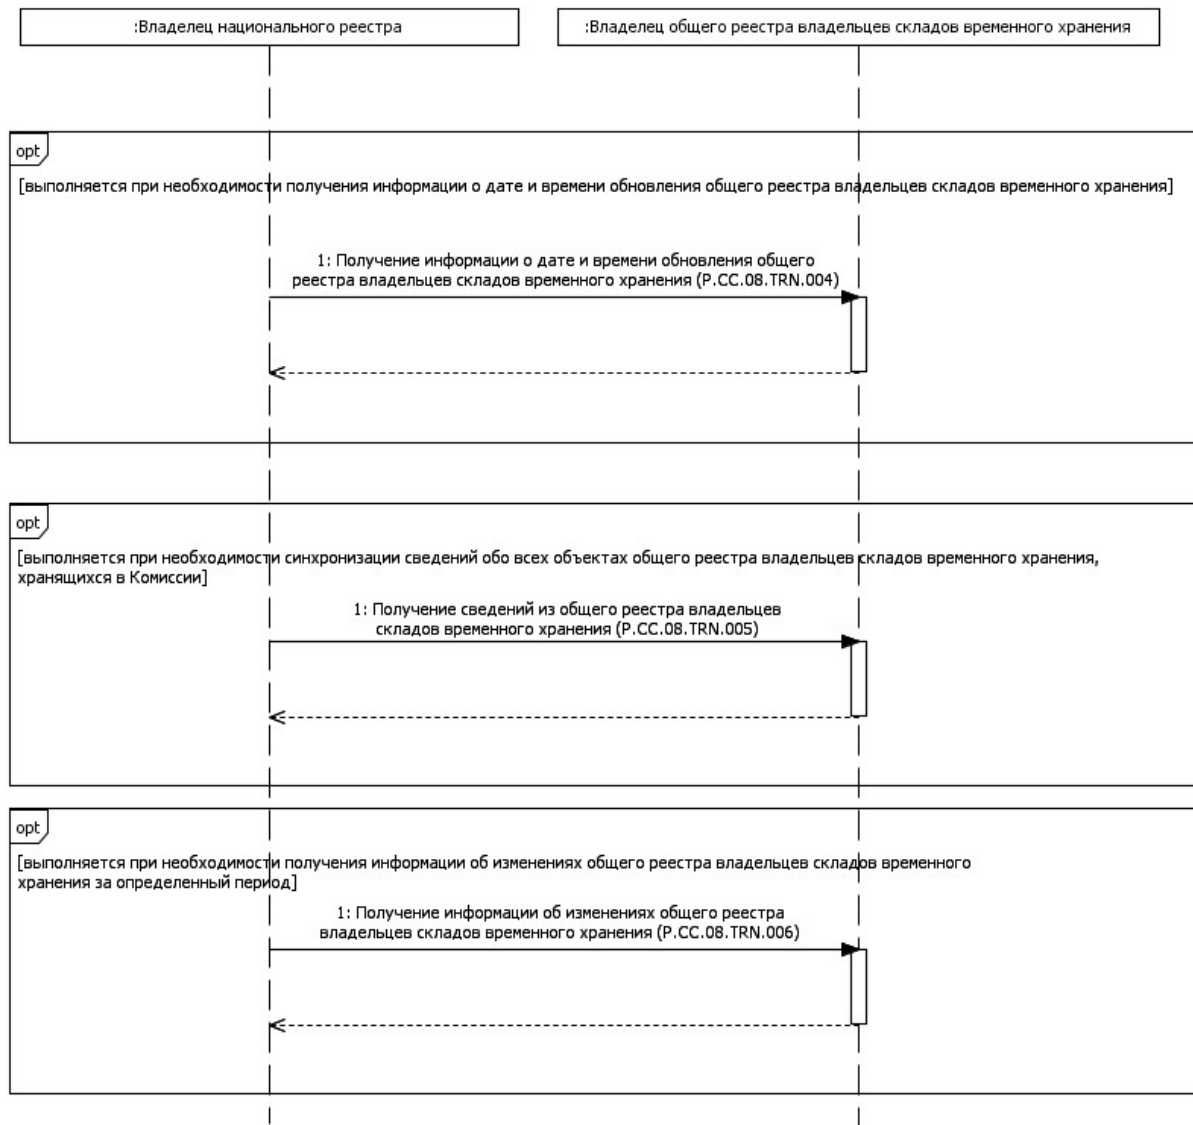 :Владелец национального реестра
:Владелец общего реестра владельцев складов временного хранения
opt
[выполняется при необходимости получения информации о дате и времени обновления общего реестра владельцев складов временного хранения]
1: Получение информации о дате и времени обновления общего
реестра владельцев складов временного хранения (P.CC.08.TRN.004)
opt
[выполняется при необходимости синхронизации сведений обо всех объектах общего реестра владельцев складов временного хранения,
хранящихся в Комиссии]
1: Получение сведений из общего реестра владельцев
складов временного хранения (P.CC.08.TRN.005)
opt
[выполняется при необходимости получения информации об изменениях общего реестра владельцев складов временного
хранения за определенный период]
1: Получение информации об изменениях общего реестра
владельцев складов временного хранения (P.CC.08.TRN.006)